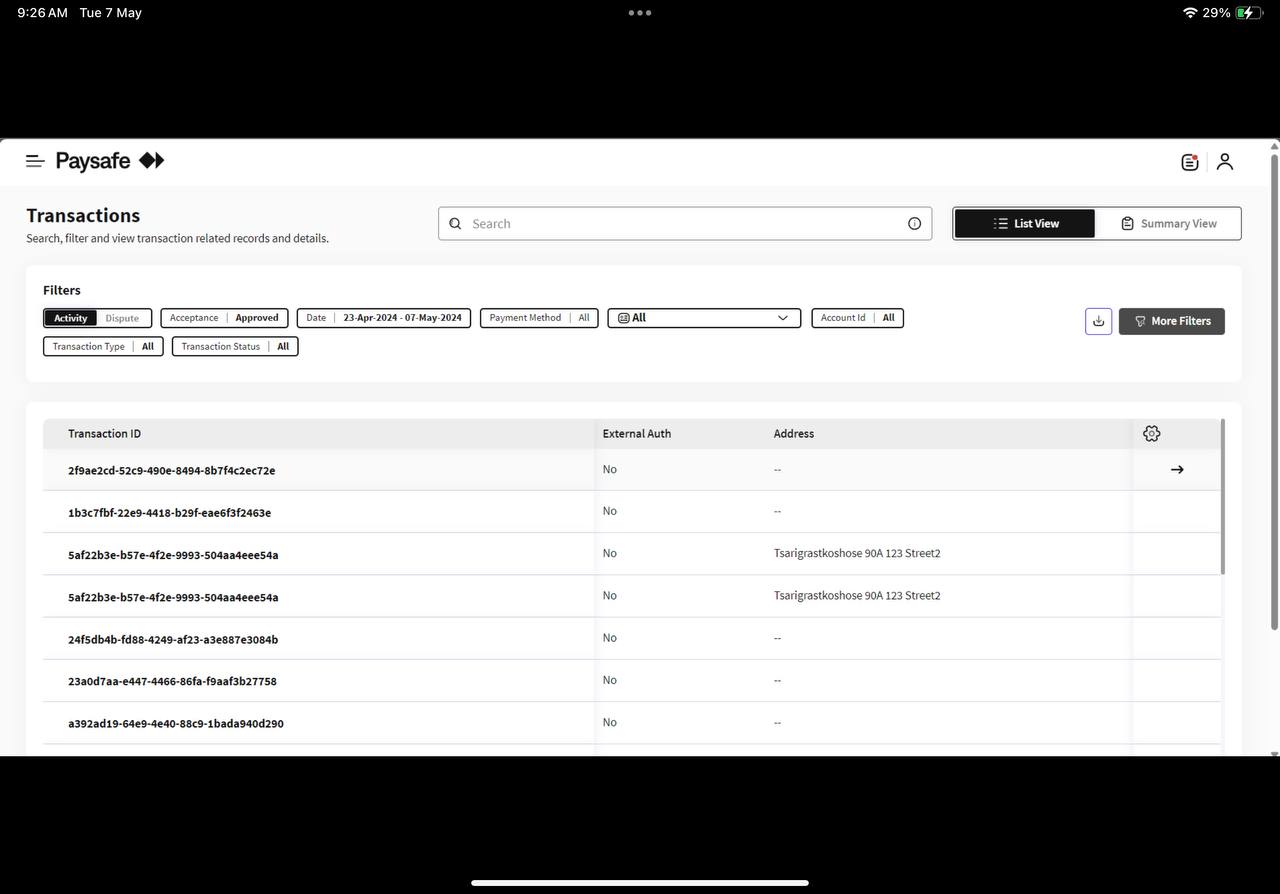 9:26 AM Tue 7 May
29%
Paysafe
Transactions
Search, filter and view transaction related records and details.
Search
List View
Summary View
Filters
Activity Dispute
Acceptance | Approved
Date | 23-Apr-2024 - 07-May-2024
Payment Method | All
All
Account Id | All
More Filters
Transaction Type | All
Transaction Status | All
Transaction ID External Auth Address
2f9ae2cd-52c9-490e-8494-8b7f4c2ec72e No --
1b3c7fbf-22e9-4418-b29f-eae6f3f2463e No --
5af22b3e-b57e-4f2e-9993-504aa4eee54a No Tsarigrastkoshose 90A 123 Street2
5af22b3e-b57e-4f2e-9993-504aa4eee54a No Tsarigrastkoshose 90A 123 Street2
24f5db4b-fd88-4249-af23-a3e887e3084b No --
23a0d7aa-e447-4466-86fa-f9aaf3b27758 No --
a392ad19-64e9-4e40-88c9-1bada940d290 No --